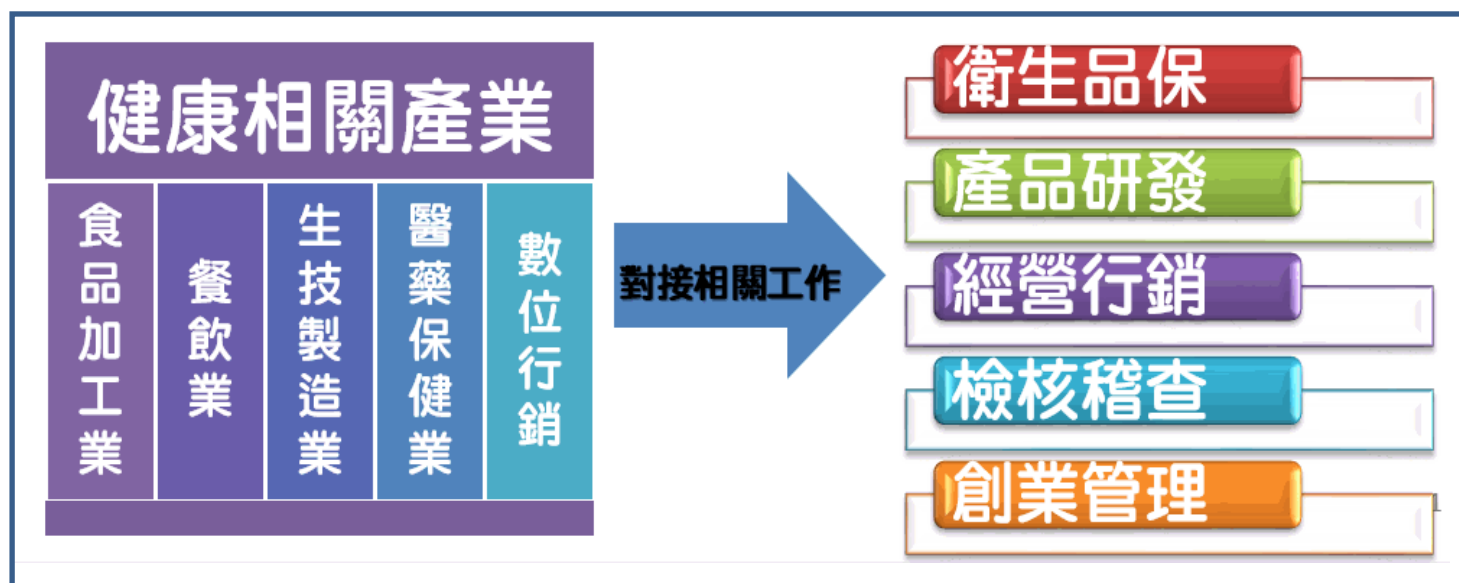 健康相關產業
食品加工業
餐飲業
生技製造業
醫藥保健業
數位行銷
對接相關工作
衛生品保
產品研發
經營行銷
檢核稽查
創業管理
1